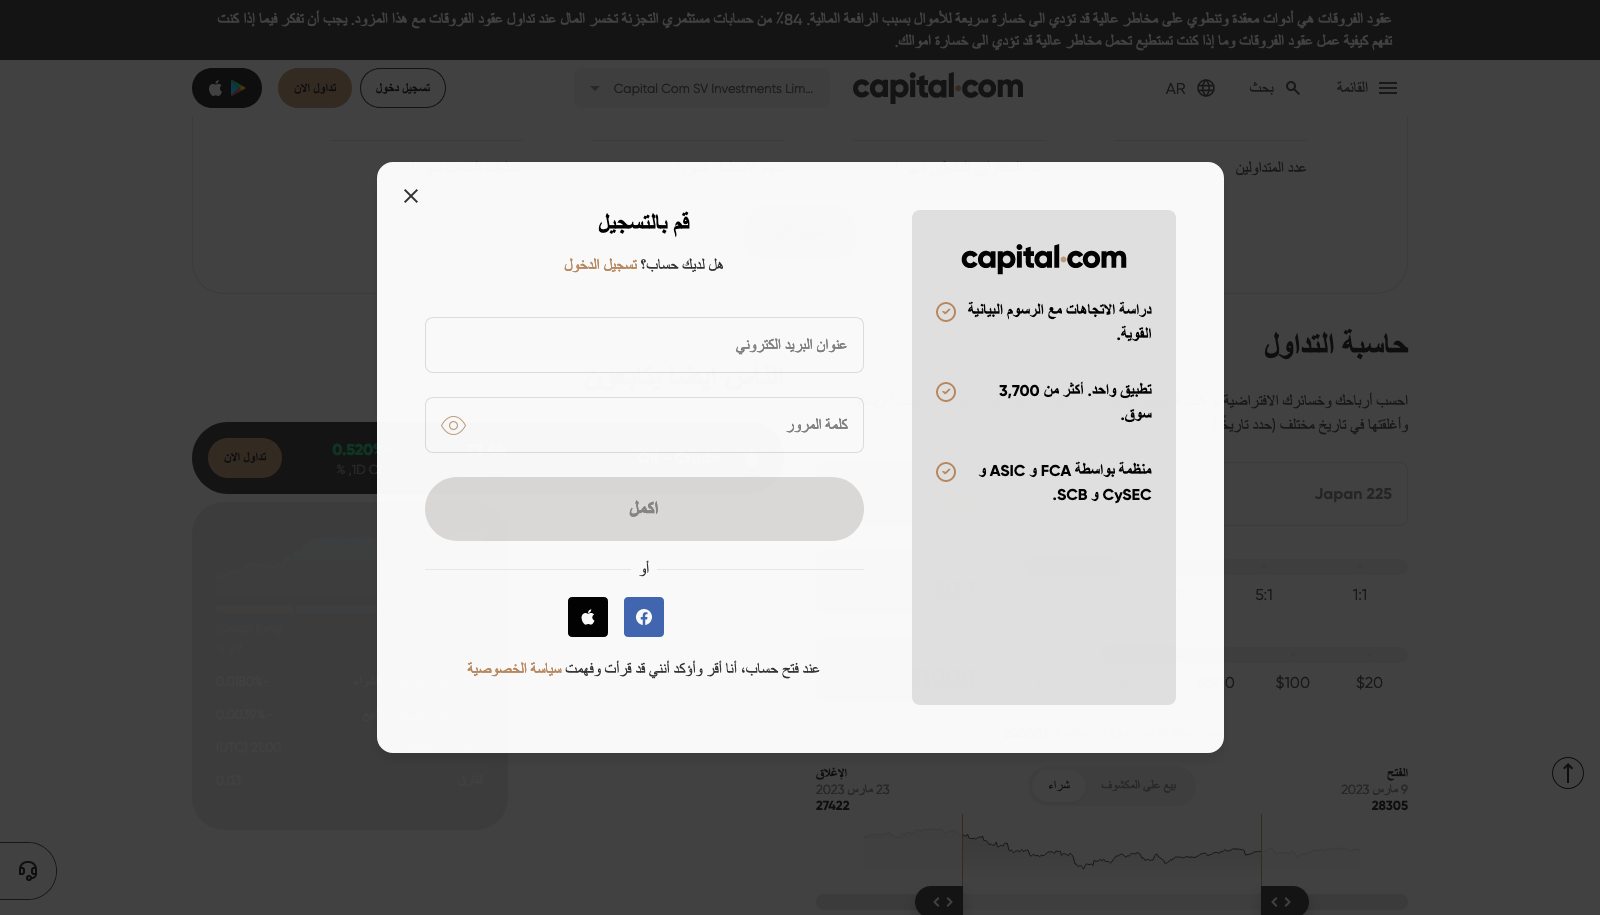 عقود الفروقات هي أدوات معقدة وتنطوي على مخاطر عالية قد تؤدي الى خسارة سريعة للأموال بسبب الرافعة المالية. 84٪ من حسابات مستثمري التجزئة تخسر المال عند تداول عقود الفروقات مع هذا المزود. يجب أن تفكر فيما إذا كنت
تفهم كيفية عمل عقود الفروقات وما إذا كنت تستطيع تحمل مخاطر عالية قد تؤدي الى خسارة اموالك.
القائمة
بحث
AR
capital.com
Capital Com SV Investments Lim...
تسجيل دخول
تداول الان
عدد المتداولين
حاسبة التداول
احسب أرباحك وخسائرك الافتراضية
وأغلقتها في تاريخ مختلف (حدد تاريخ
Japan 225
1:1
5:1
$20
$100
تداول الان
0.520%
قم بالتسجيل
هل لديك حساب؟ تسجيل الدخول
عنوان البريد الكتروني
كلمة المرور
اكمل
أو
عند فتح حساب، أنا أقر وأؤكد أنني قد قرأت وفهمت سياسة الخصوصية
capital.com
دراسة الاتجاهات مع الرسوم البيانية
القوية.
تطبيق واحد. أكثر من 3,700
سوق.
منظمة بواسطة FCA و ASIC و
CySEC و SCB.
الفتح
9 مارس 2023
28305
بيع على المكشوف
شراء
الإغلاق
23 مارس 2023
27422